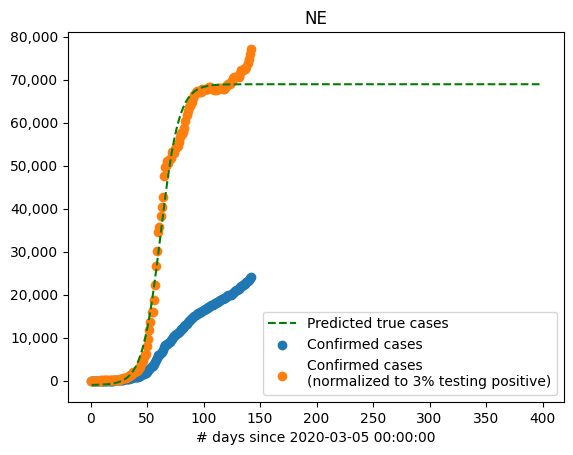 NE
80,000
70,000
60,000
50,000
40,000
30,000
20,000
10,000
0
Predicted true cases
Confirmed cases
Confirmed cases
(normalized to 3% testing positive)
0 50 100 150 200 250 300 350 400
# days since 2020-03-05 00:00:00